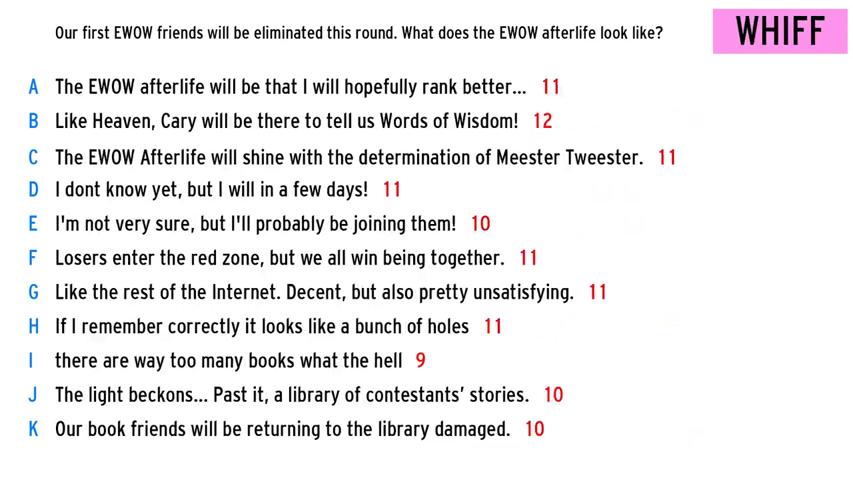 Our first EWOW friends will be eliminated this round. What does the EWOW afterlife look like?
WHIFF
A The EWOW afterlife will be that I will hopefully rank better... 11
B Like Heaven, Cary will be there to tell us Words of Wisdom! 12
C The EWOW Afterlife will shine with the determination of Meester Tweester. 11
D I dont know yet, but I will in a few days! 11
E I'm not very sure, but I'll probably be joining them! 10
F Losers enter the red zone, but we all win being together. 11
G Like the rest of the Internet. Decent, but also pretty unsatisfying. 11
H If I remember correctly it looks like a bunch of holes 11
I there are way too many books what the hell 9
J The light beckons... Past it, a library of contestants’ stories. 10
K Our book friends will be returning to the library damaged. 10